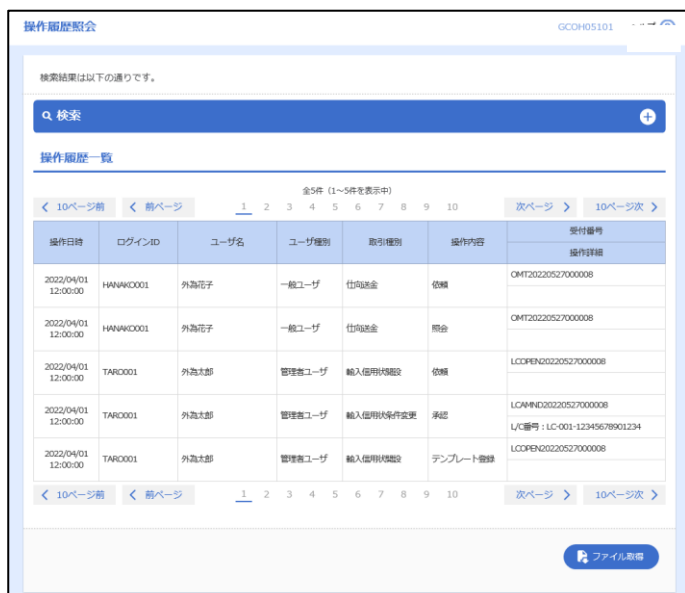 操作履歴照会 GCOH05101
検索結果は以下の通りです。
検索
操作履歴一覧
全5件（1～5件を表示中）
10ページ前 前ページ 1 2 3 4 5 6 7 8 9 10 次ページ 10ページ次
操作日時 ログインID ユーザ名 ユーザ種別 取引種別 操作内容 受付番号
操作詳細
2022/04/01 12:00:00 HANAKO001 外為花子 一般ユーザ 仕向送金 依頼 OMT20220527000008
2022/04/01 12:00:00 HANAKO001 外為花子 一般ユーザ 仕向送金 照会 OMT20220527000008
2022/04/01 12:00:00 TARO001 外為太郎 管理者ユーザ 輸入信用状開設 依頼 LCOPEN20220527000008
2022/04/01 12:00:00 TARO001 外為太郎 管理者ユーザ 輸入信用状条件変更 承認 LCAMND20220527000008
L/C番号：LC-001-12345678901234
2022/04/01 12:00:00 TARO001 外為太郎 管理者ユーザ 輸入信用状開設 テンプレート登録 LCOPEN20220527000008
10ページ前 前ページ 1 2 3 4 5 6 7 8 9 10 次ページ 10ページ次
ファイル取得